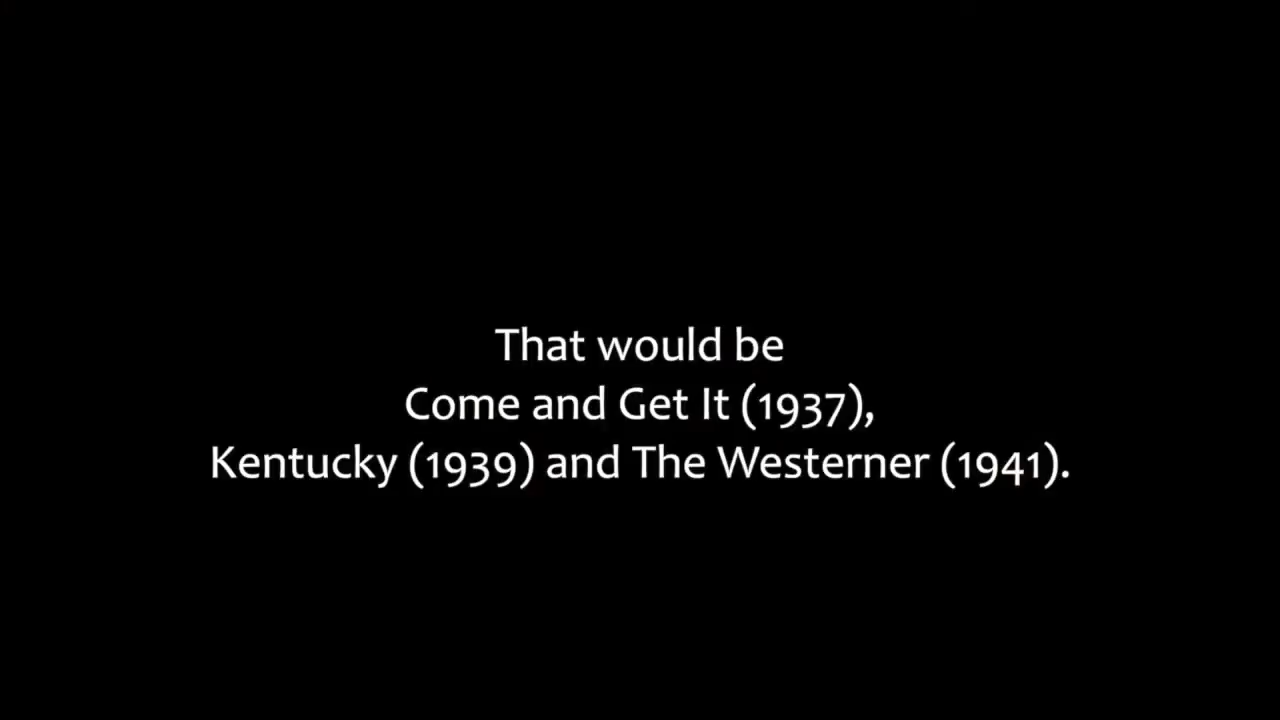 That would be
Come and Get It (1937),
Kentucky (1939) and The Westerner (1941).